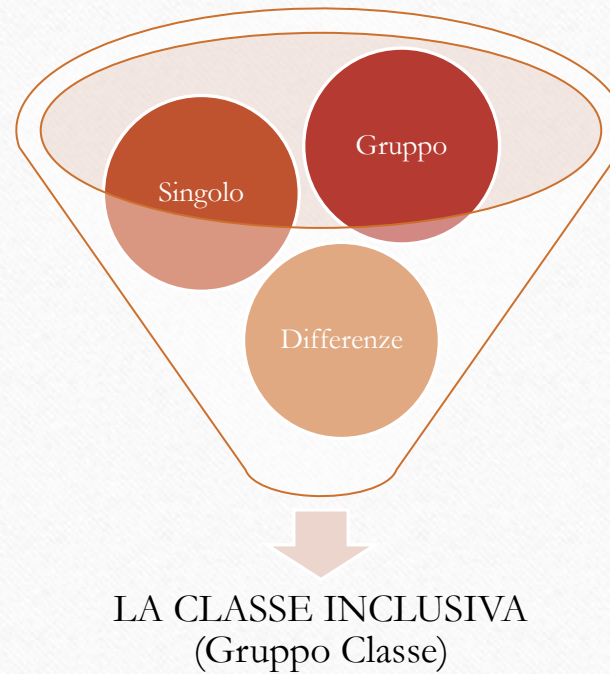 Gruppo
Singolo
Differenze
LA CLASSE INCLUSIVA
(Gruppo Classe)